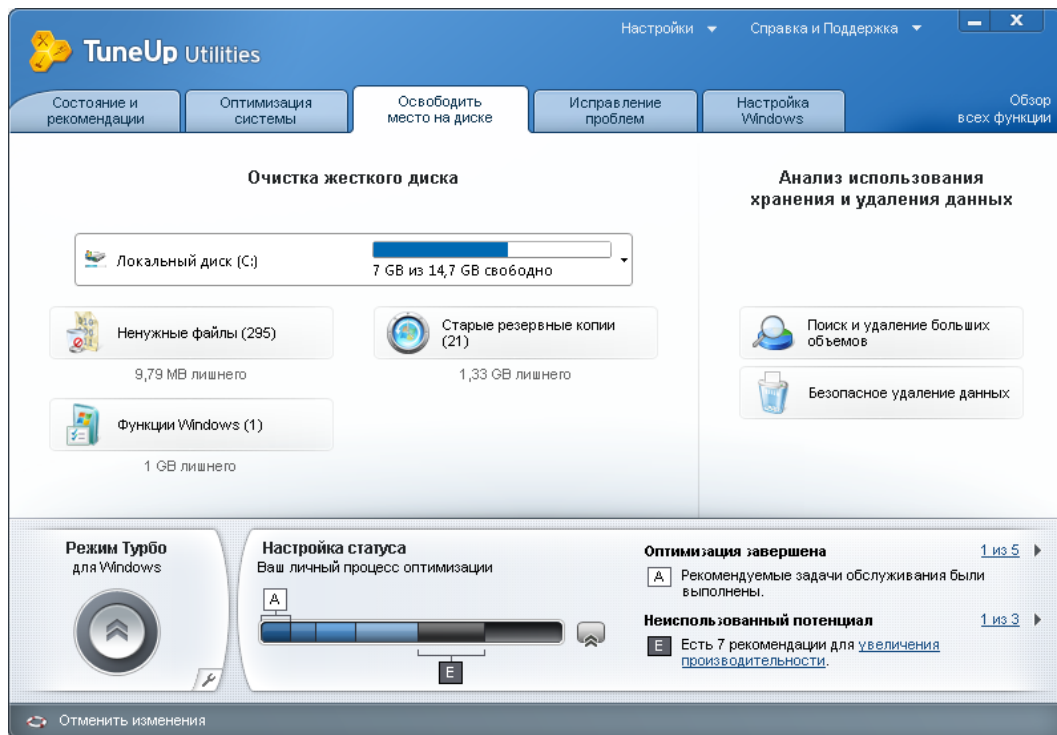 Настройки
Справка и Поддержка
X
TuneUp Utilities
Состояние и
рекомендации
Оптимизация
системы
Освободить
место на диске
Исправление
проблем
Настройка
Windows
Обзор
всех функции
Очистка жесткого диска
Анализ использования
хранения и удаления данных
Локальный диск (C:)
7 GB из 14,7 GB свободно
Ненужные файлы (295)
9,79 MB лишнего
Старые резервные копии
(21)
1,33 GB лишнего
Функции Windows (1)
1 GB лишнего
Поиск и удаление больших
объемов
Безопасное удаление данных
Режим Турбо
для Windows
Настройка статуса
Ваш личный процесс оптимизации
A
E
Оптимизация завершена
1 из 5
A
Рекомендуемые задачи обслуживания были
выполнены.
Неиспользованный потенциал
1 из 3
E
Есть 7 рекомендации для увеличения
производительности.
Отменить изменения